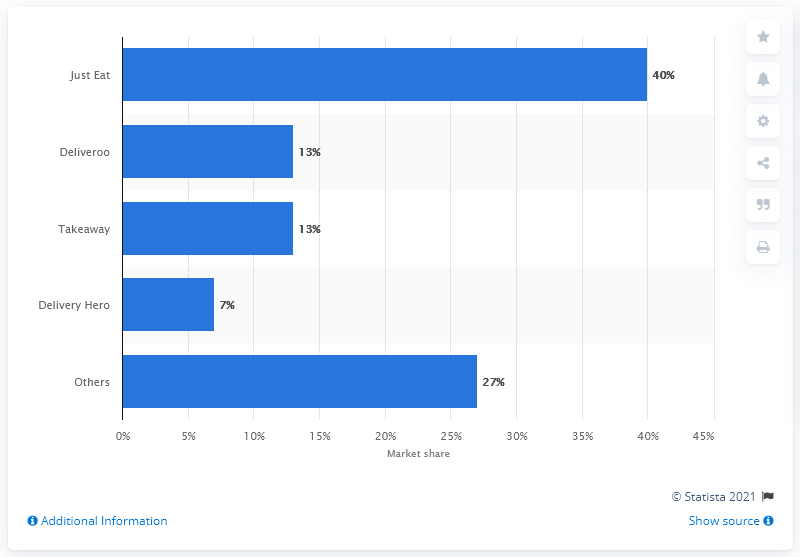 Just Eat 40%
Deliveroo 13%
Takeaway 13%
Delivery Hero 7%
Others 27%
0% 5% 10% 15% 20% 25% 30% 35% 40% 45%
Market share
© Statista 2021
Additional Information Show source